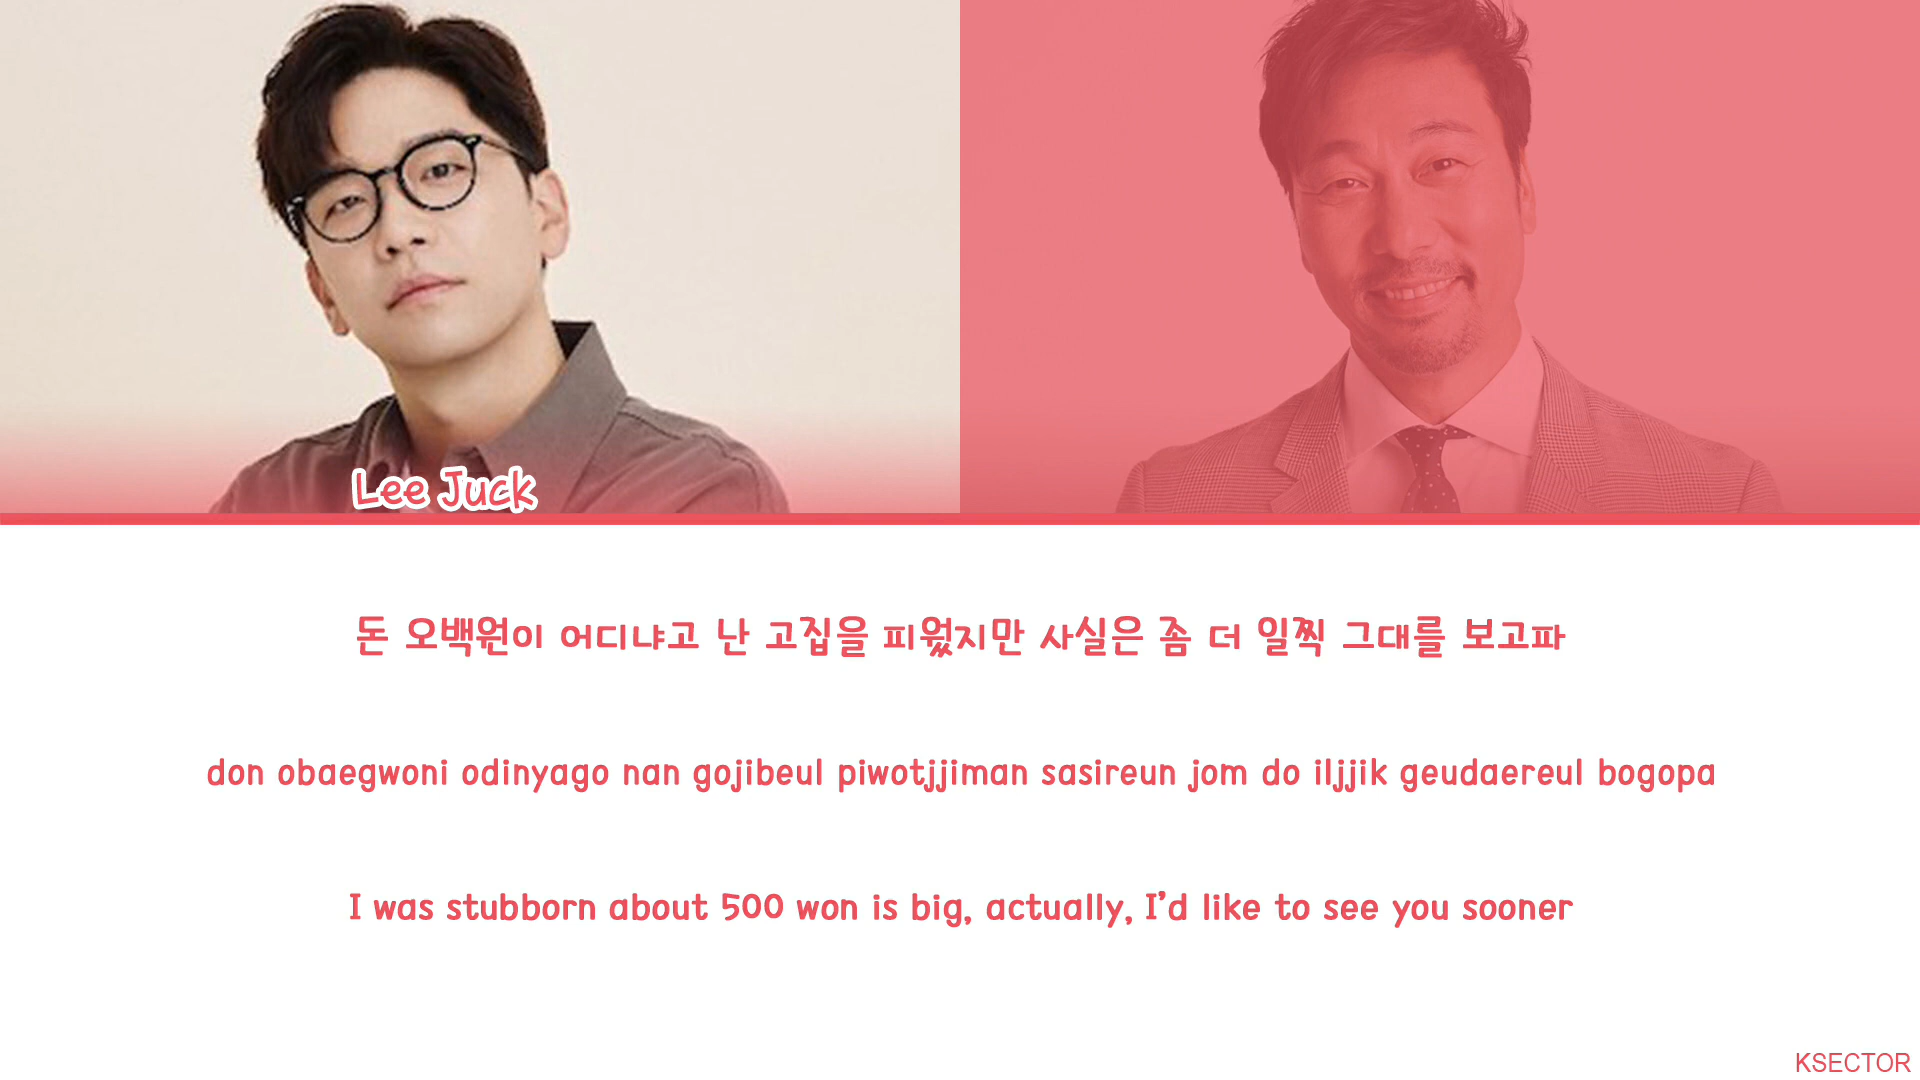 Lee Juck
돈 오백원이 어디냐고 난 고집을 피웠지만 사실은 좀 더 일찍 그대를 보고파
don obaegwoni odinyago nan gojibeul piwotjjiman sasireun jom do iljjik geudaereul bogopa
I was stubborn about 500 won is big, actually, I'd like to see you sooner
KSECTOR